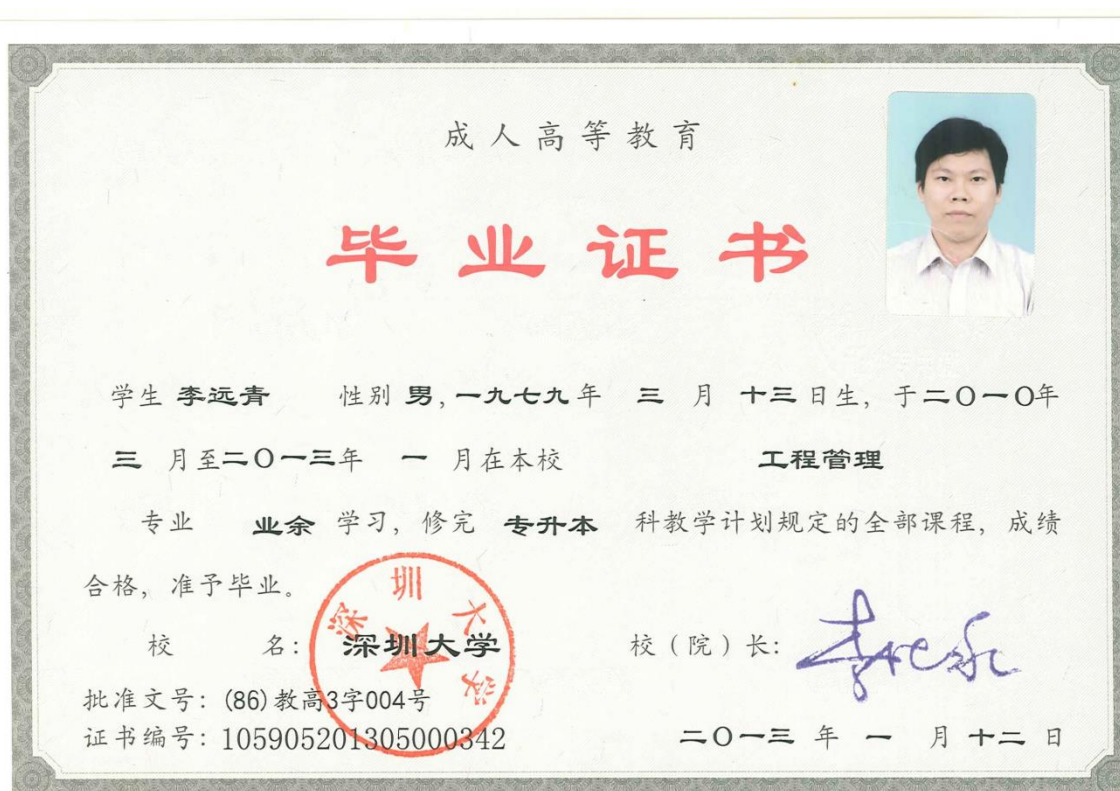 成人高等教育
毕业证书
学生 李远青 性别 男，一九七九年 三 月 十三 日生，于二〇一〇年
三 月至二〇一三年 一 月在本校 工程管理
专业 业余 学习，修完 专升本 科教学计划规定的全部课程，成绩
合格，准予毕业。
校 名：深圳大学 校（院）长：
深圳大学
批准文号：(86)教高3字004号
证书编号：105905201305000342 二〇一三 年 一 月 十二 日